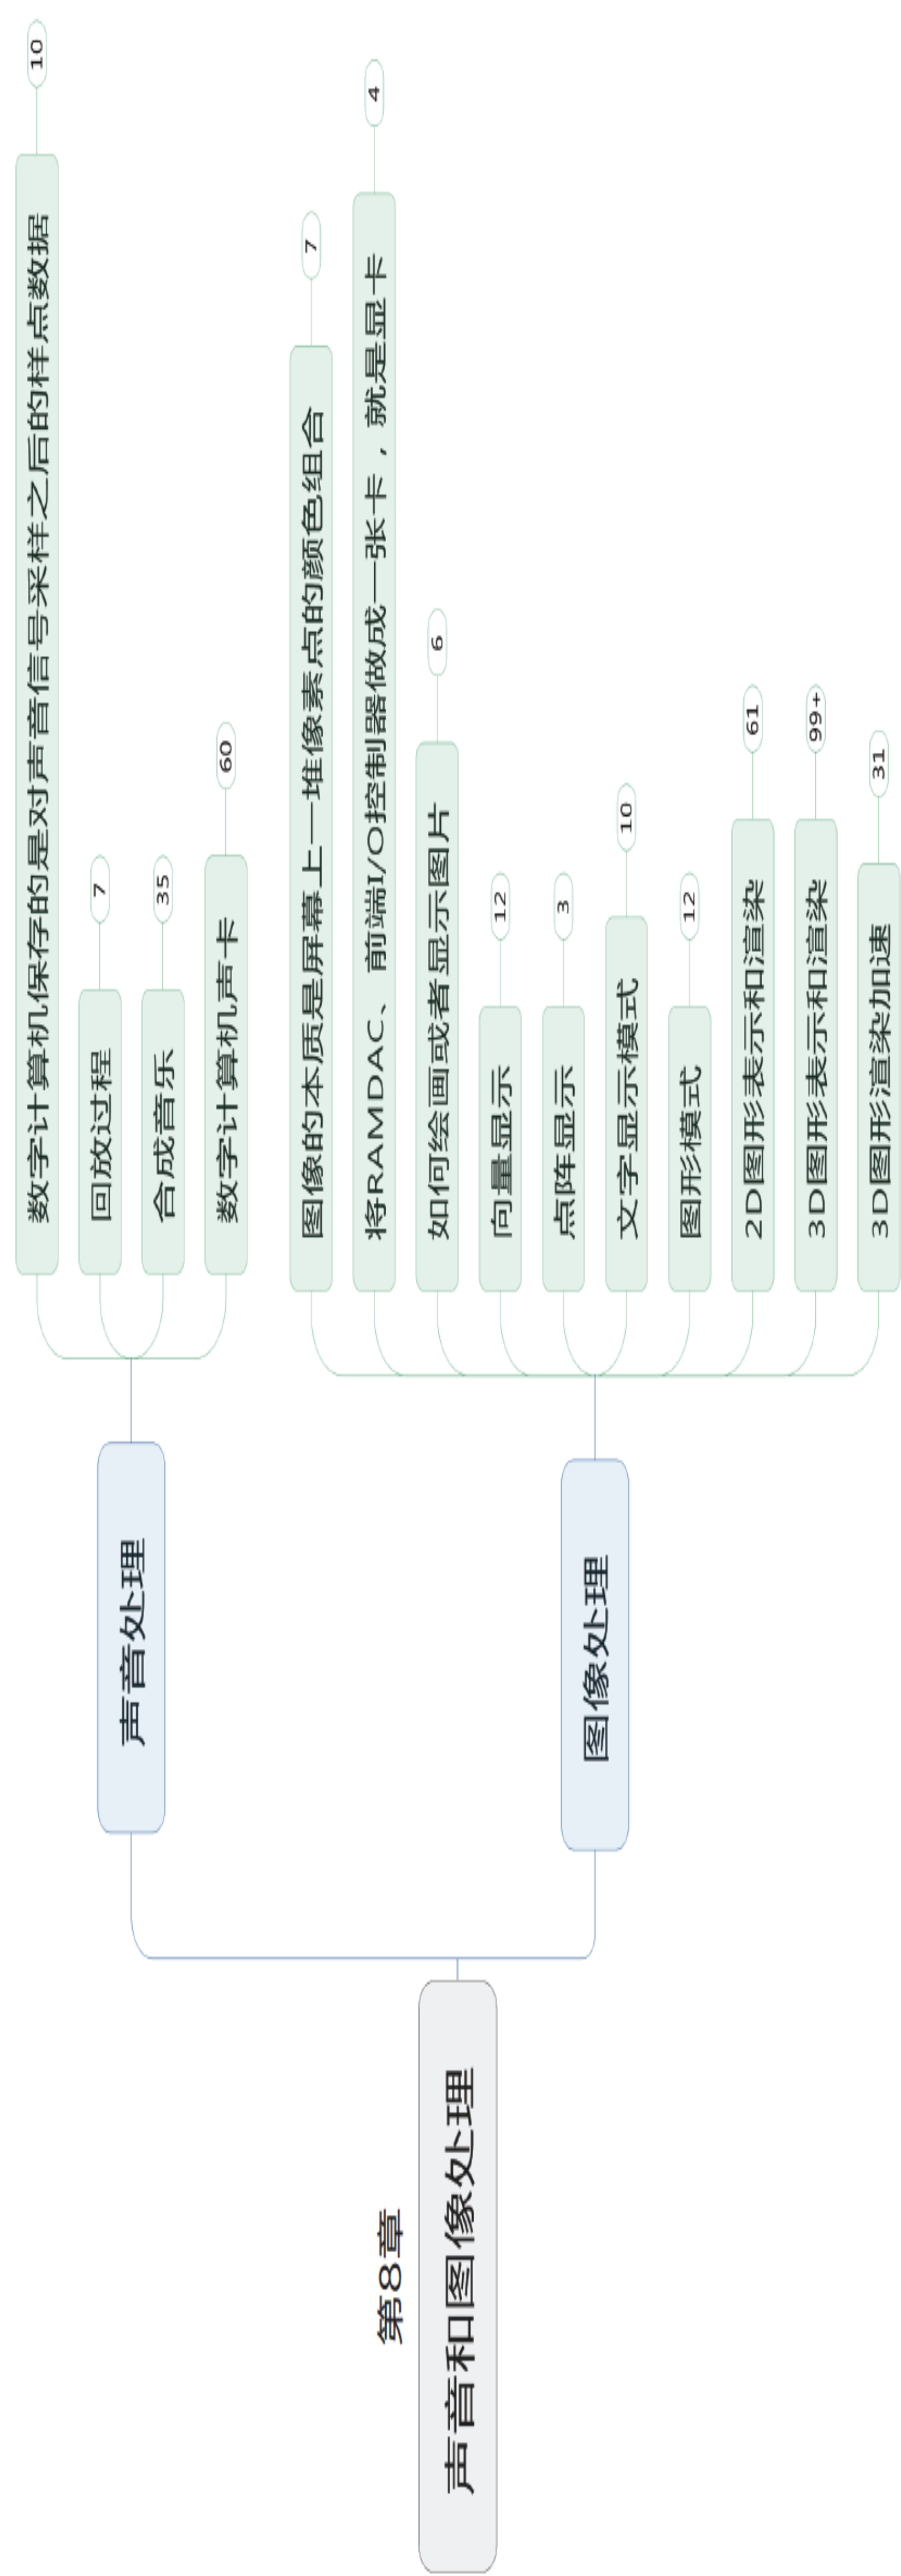 第8章
声音和图像处理
声音处理
数字计算机保存的是对声音信号采样之后的样点数据
10
回放过程
7
合成音乐
35
数字计算机声卡
60
图像处理
图像的本质是屏幕上一堆像素点的颜色组合
7
将RAMDAC、前端I/O控制器做成一张卡，就是显卡
4
如何绘画或者显示图片
6
向量显示
12
点阵显示
3
文字显示模式
10
图形模式
12
2D图形表示和渲染
61
3D图形表示和渲染
99+
3D图形渲染加速
31